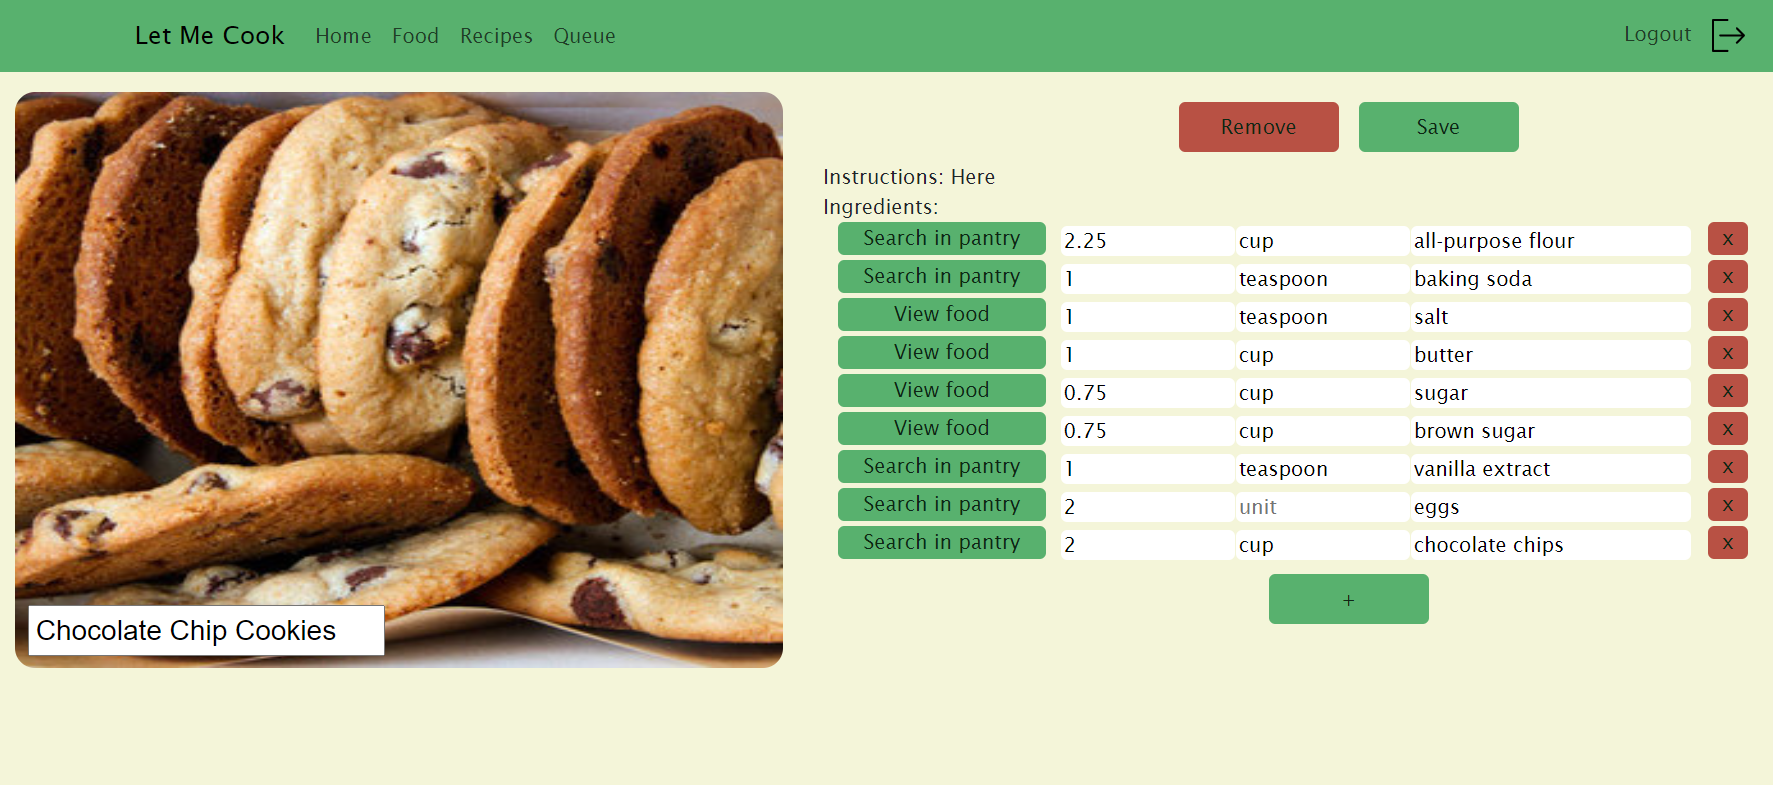 Let Me Cook Home Food Recipes Queue Logout
Remove Save
Instructions: Here
Ingredients:
Search in pantry 2.25 cup all-purpose flour x
Search in pantry 1 teaspoon baking soda x
View food 1 teaspoon salt x
View food 1 cup butter x
View food 0.75 cup sugar x
View food 0.75 cup brown sugar x
Search in pantry 1 teaspoon vanilla extract x
Search in pantry 2 unit eggs x
Search in pantry 2 cup chocolate chips x
+
Chocolate Chip Cookies